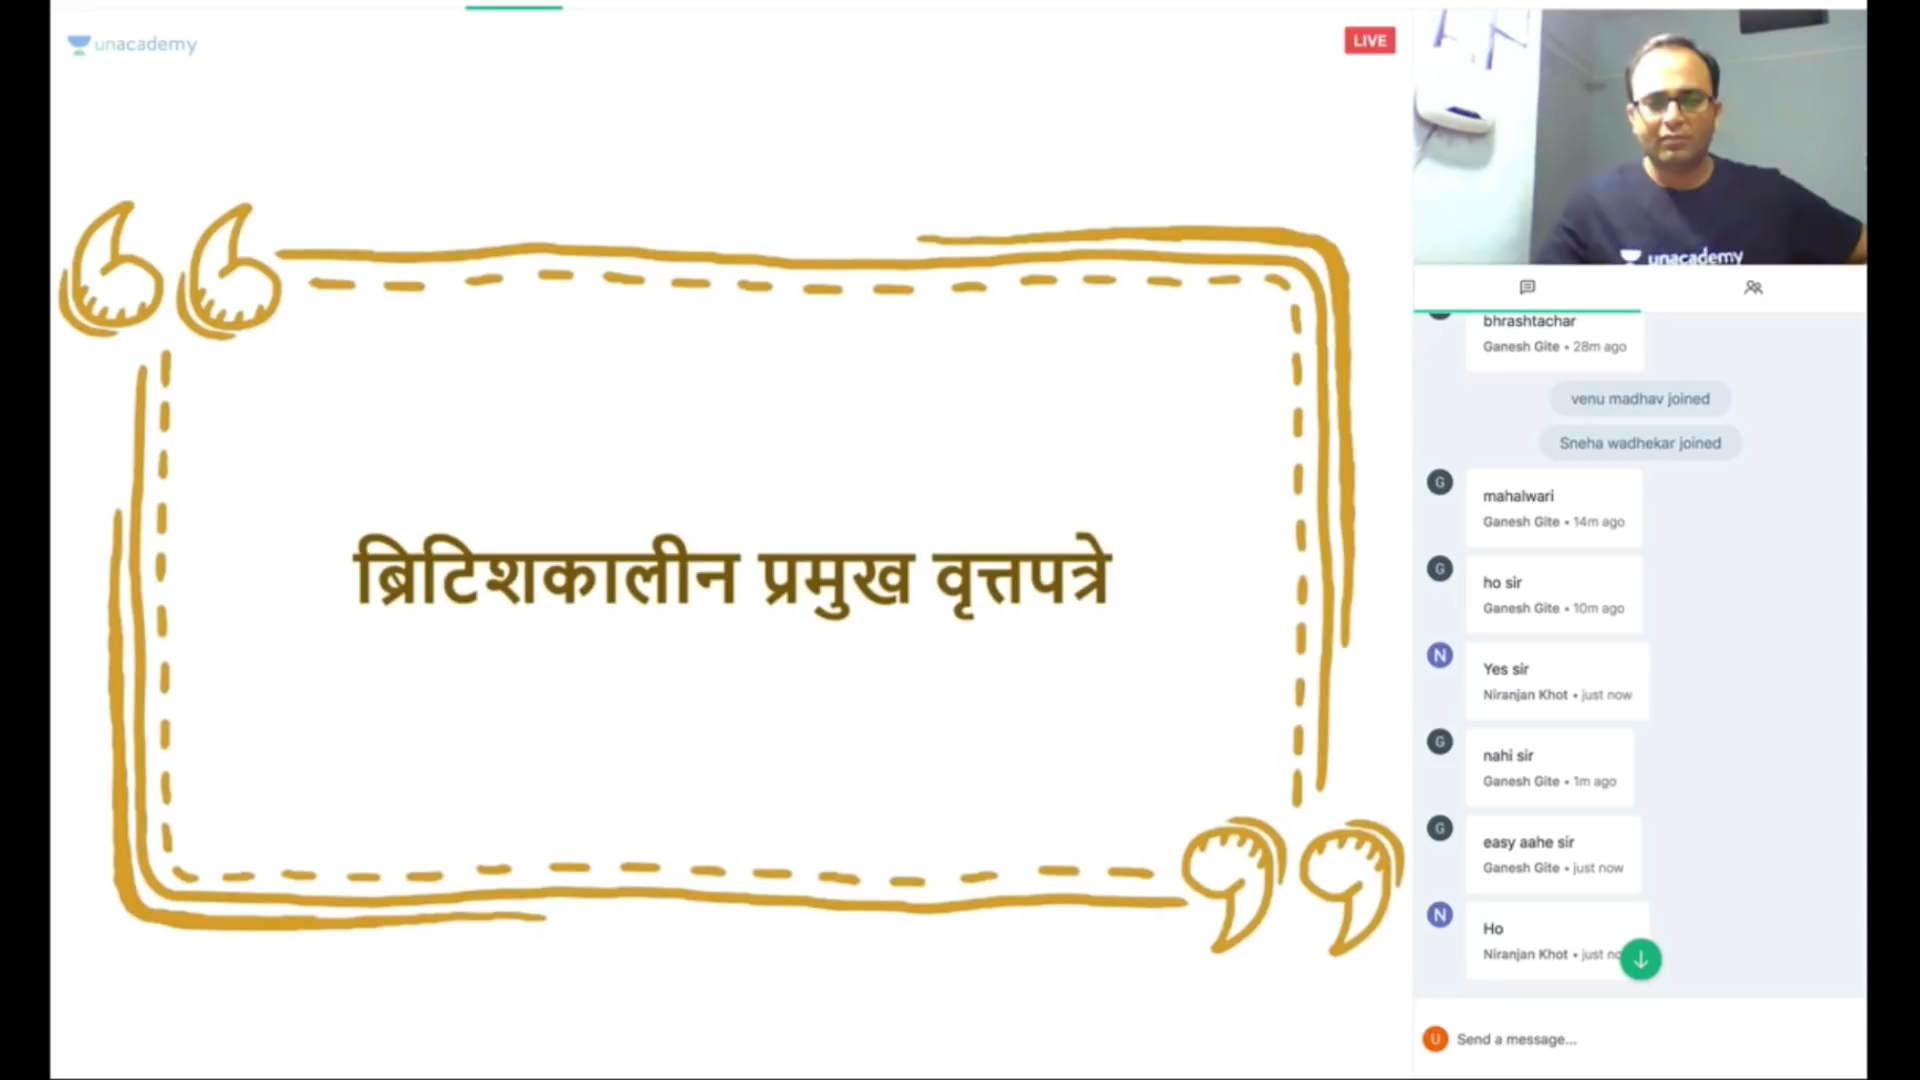 unacademy
LIVE
ब्रिटिशकालीन प्रमुख वृत्तपत्रे
unacademy
bhrashtachar
Ganesh Gite • 28m ago
venu madhav joined
Sneha wadhekar joined
G
mahalwari
Ganesh Gite • 14m ago
G
ho sir
Ganesh Gite • 10m ago
N
Yes sir
Niranjan Khot • just now
G
nahi sir
Ganesh Gite • 1m ago
G
easy aahe sir
Ganesh Gite • just now
N
Ho
Niranjan Khot • just
U
Send a message...